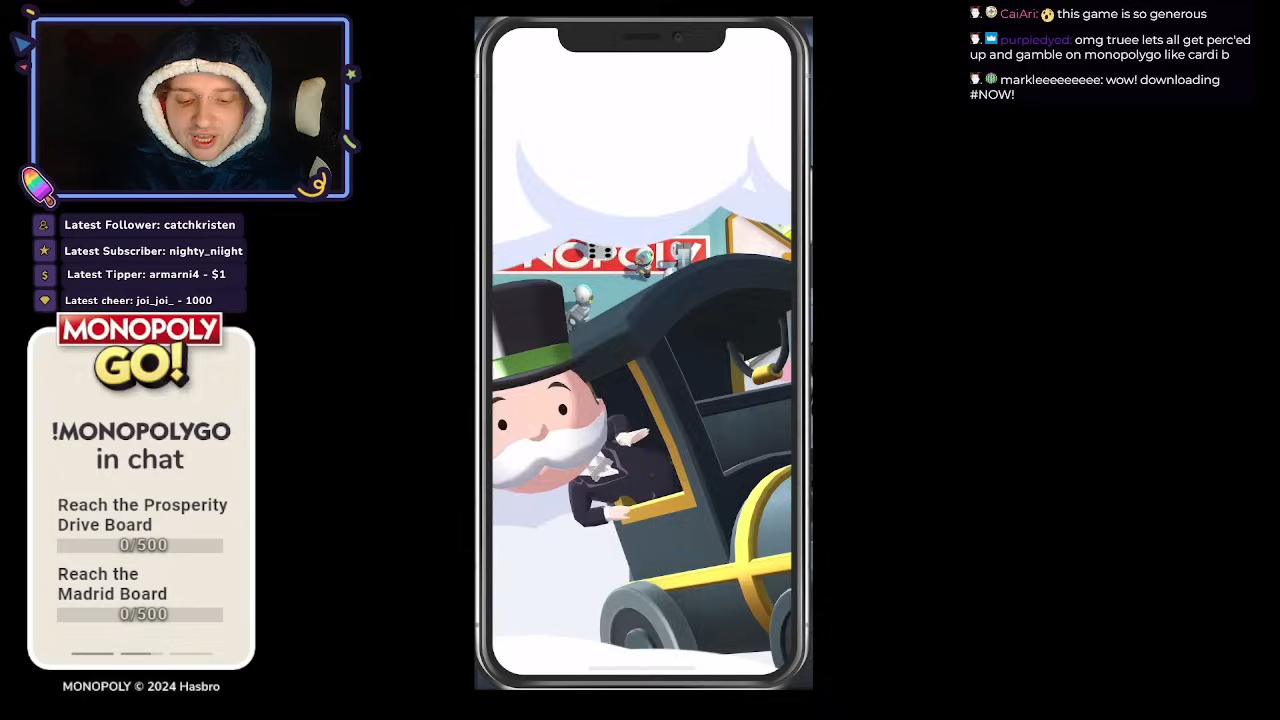 CaiAri: this game is so generous
purpledyed: omg truee lets all get perc'ed
up and gamble on monopolygo like cardi b
markleeeeeeeee: wow! downloading
#NOW!
NOPOLY
Latest Follower: catchkristen
Latest Subscriber: nighty_niight
Latest Tipper: armarni4 - $1
Latest cheer: joi_joi_ - 1000
MONOPOLY
GO!
!MONOPOLYGO
in chat
Reach the Prosperity
Drive Board
0/500
Reach the
Madrid Board
0/500
MONOPOLY © 2024 Hasbro